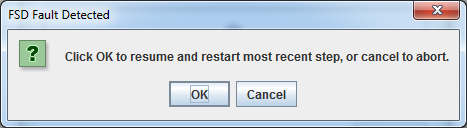 FSD Fault Detected
?
Click OK to resume and restart most recent step, or cancel to abort.
OK Cancel